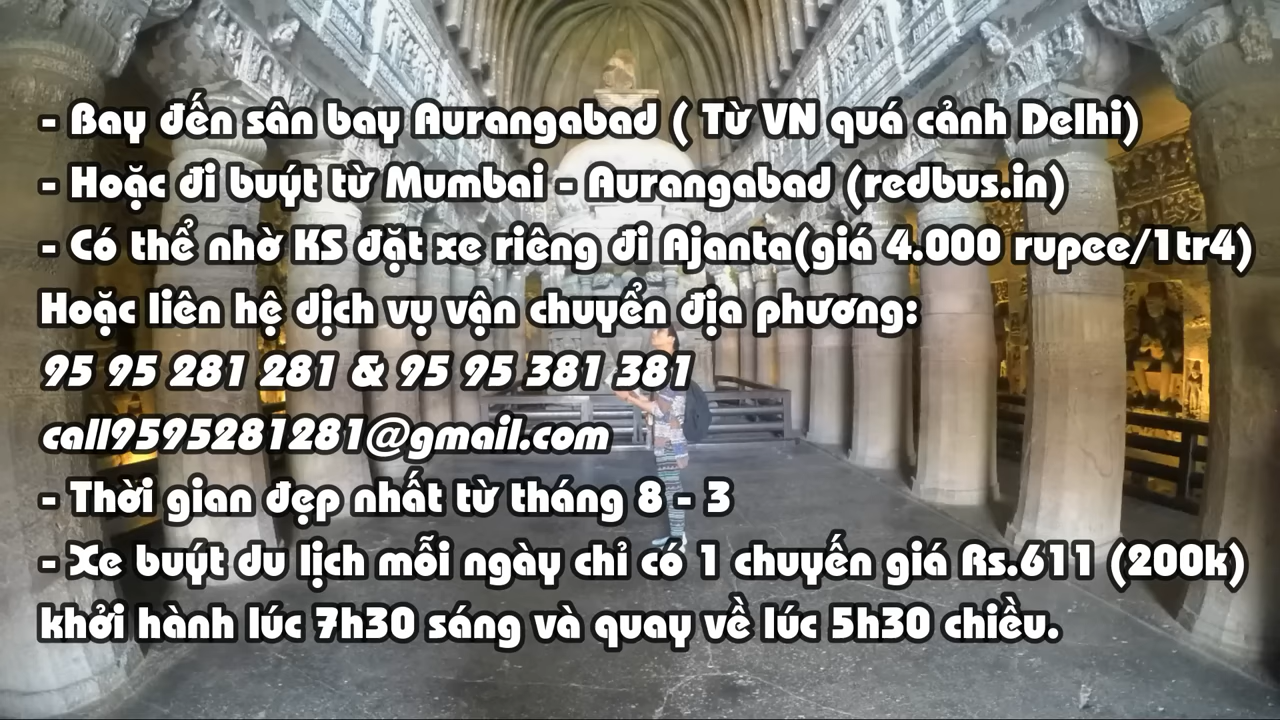 - Bay đến sân bay Aurangabad ( Từ VN quá cảnh Delhi)
- Hoặc đi buýt từ Mumbai - Aurangabad (redbus.in)
- Có thể nhờ KS đặt xe riêng đi Ajanta(giá 4.000 rupee/1tr4)
Hoặc liên hệ dịch vụ vận chuyển địa phương:
95 95 281 281 & 95 95 381 381
call9595281281@gmail.com
- Thời gian đẹp nhất từ tháng 8 - 3
- Xe buýt du lịch mỗi ngày chỉ có 1 chuyến giá Rs.611 (200k)
khởi hành lúc 7h30 sáng và quay về lúc 5h30 chiều.